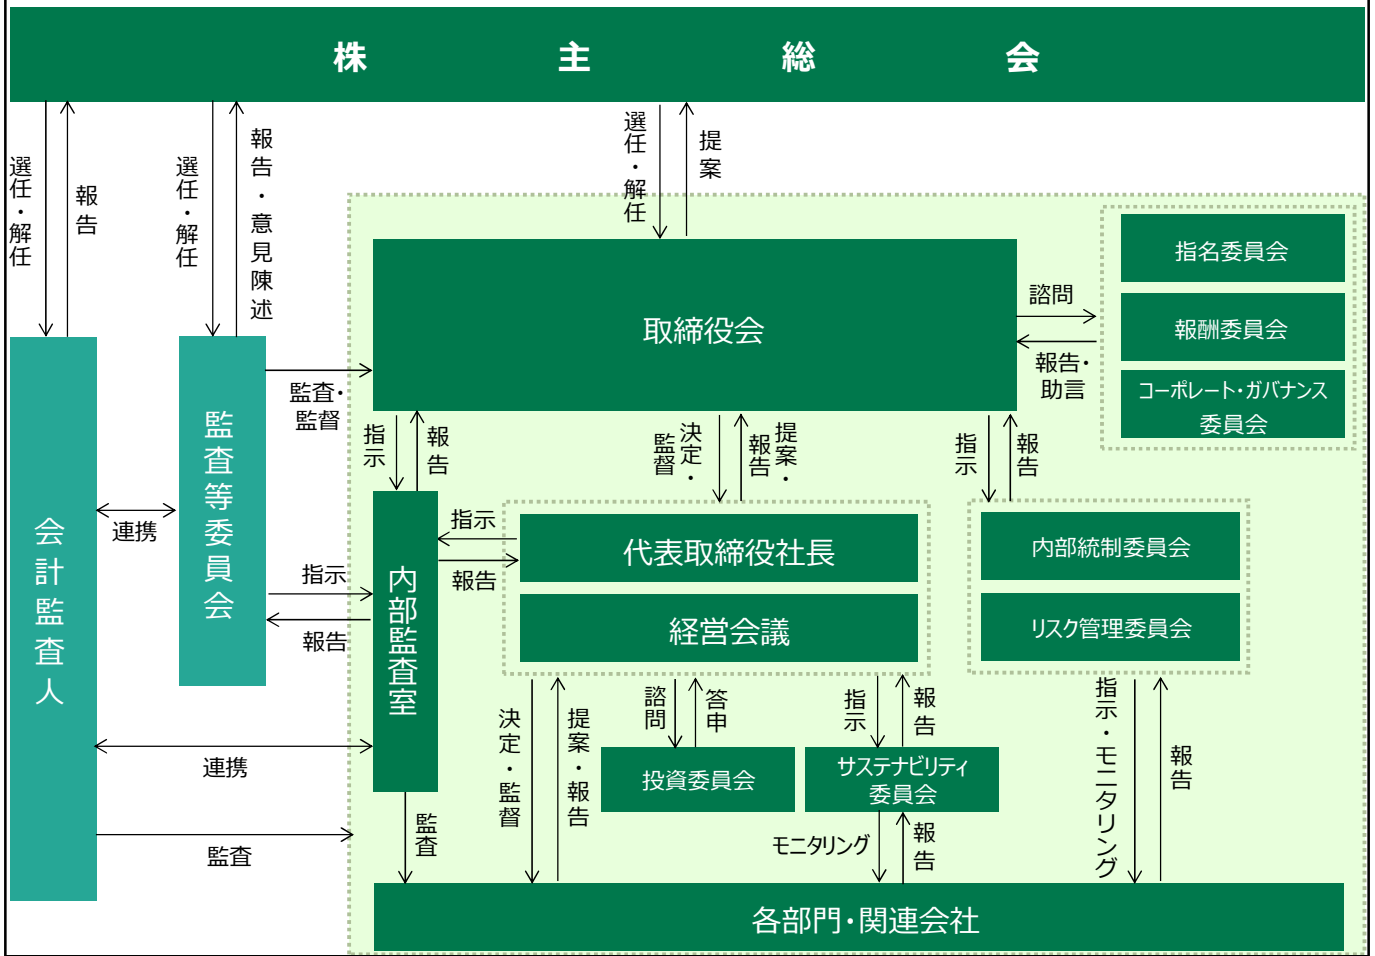 株主総会
選任・解任
報告
選任・解任
報告・意見陳述
選任・解任
提案
取締役会
諮問
報告・
助言
指名委員会
報酬委員会
コーポレート・ガバナンス
委員会
会計監査人
監査等委員会
監査・
監督
連携
指示
報告
連携
監査
指示
報告
決定・
監督
提案・
報告
指示
報告
内部監査室
指示
報告
代表取締役社長
経営会議
内部統制委員会
リスク管理委員会
決定・監督
提案・報告
諮問
答申
指示
報告
指示・モニタリング
報告
投資委員会
サステナビリティ
委員会
監査
モニタリング
報告
各部門・関連会社